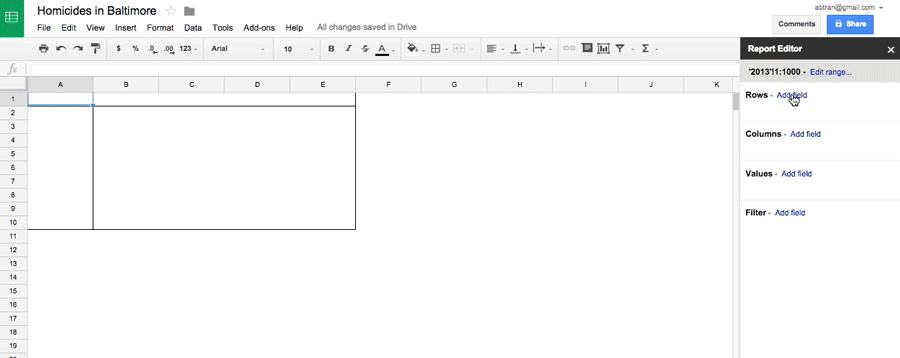 Homicides in Baltimore
abtran@gmail.com
File Edit View Insert Format Data Tools Add-ons Help All changes saved in Drive
Comments Share
$ % .0 .00 123 Arial 10 B I S A Σ
fx
Report Editor
'2013'!1:1000 - Edit range...
Rows - Add field
Columns - Add field
Values - Add field
Filter - Add field
A B C D E F G H I J K
1
2
3
4
5
6
7
8
9
10
11
12
13
14
15
16
17
18
19